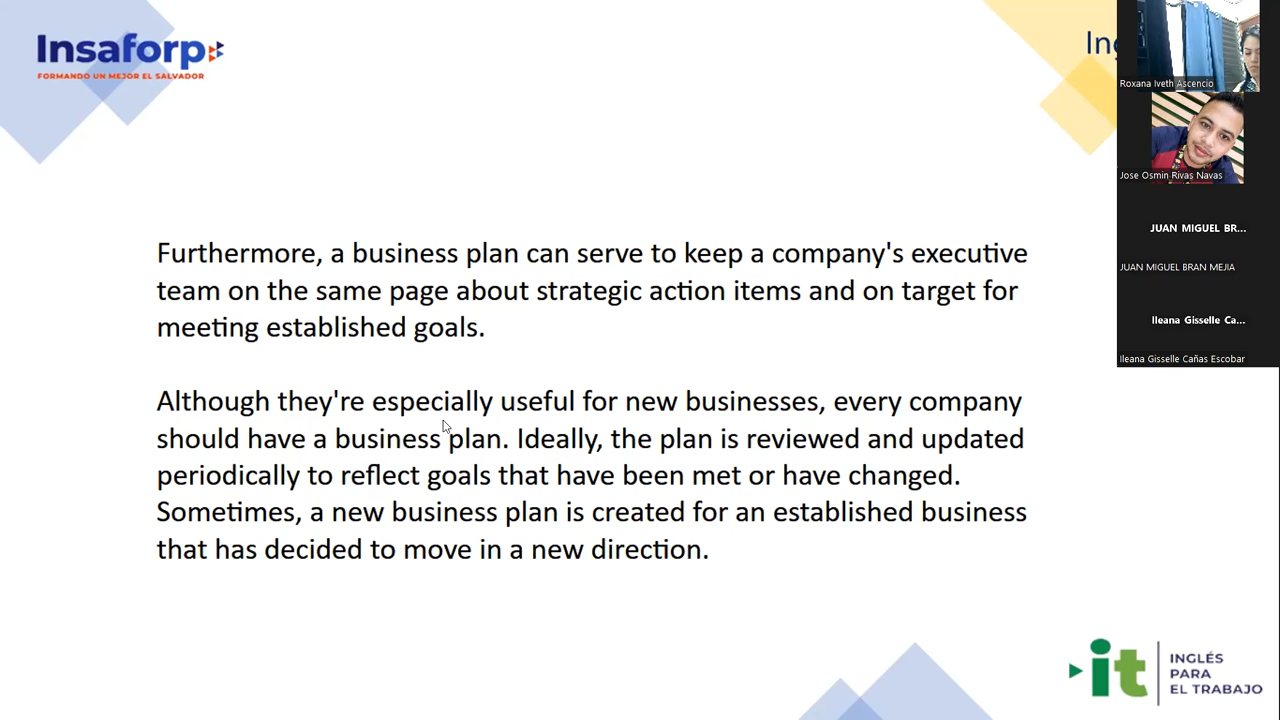 Insaforp
FORMANDO UN MEJOR EL SALVADOR
Roxana Iveth Ascencio
Jose Osmin Rivas Navas
JUAN MIGUEL BR...
JUAN MIGUEL BRAN MEJIA
Ileana Gisselle Ca...
Ileana Gisselle Cañas Escobar
Furthermore, a business plan can serve to keep a company's executive
team on the same page about strategic action items and on target for
meeting established goals.
Although they're especially useful for new businesses, every company
should have a business plan. Ideally, the plan is reviewed and updated
periodically to reflect goals that have been met or have changed.
Sometimes, a new business plan is created for an established business
that has decided to move in a new direction.
it
INGLÉS
PARA
EL TRABAJO